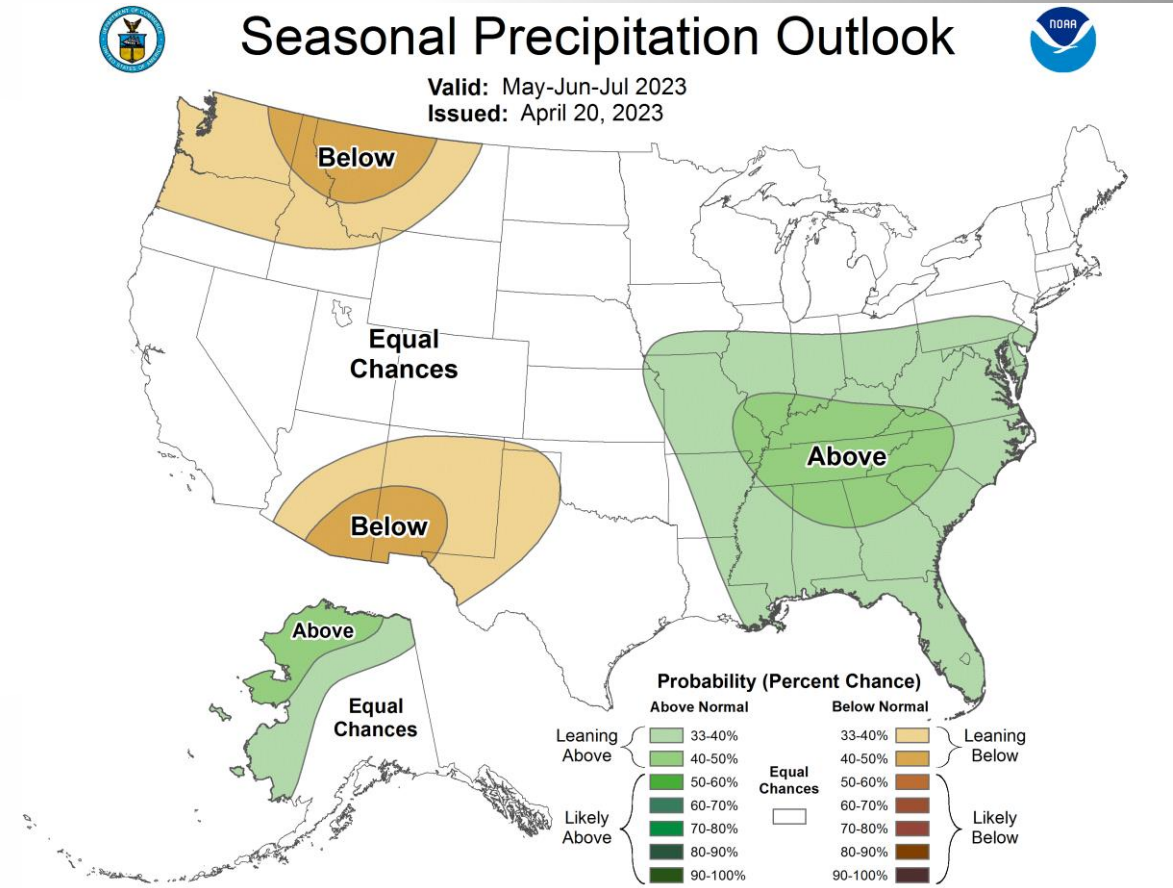 Seasonal Precipitation Outlook
NOAA
Valid: May-Jun-Jul 2023
Issued: April 20, 2023
Below
Equal
Chances
Above
Below
Above
Equal
Chances
Probability (Percent Chance)
Above Normal
Below Normal
Leaning
Above
33-40%
40-50%
50-60%
60-70%
70-80%
80-90%
90-100%
Likely
Above
Equal
Chances
33-40%
40-50%
50-60%
60-70%
70-80%
80-90%
90-100%
Leaning
Below
Likely
Below